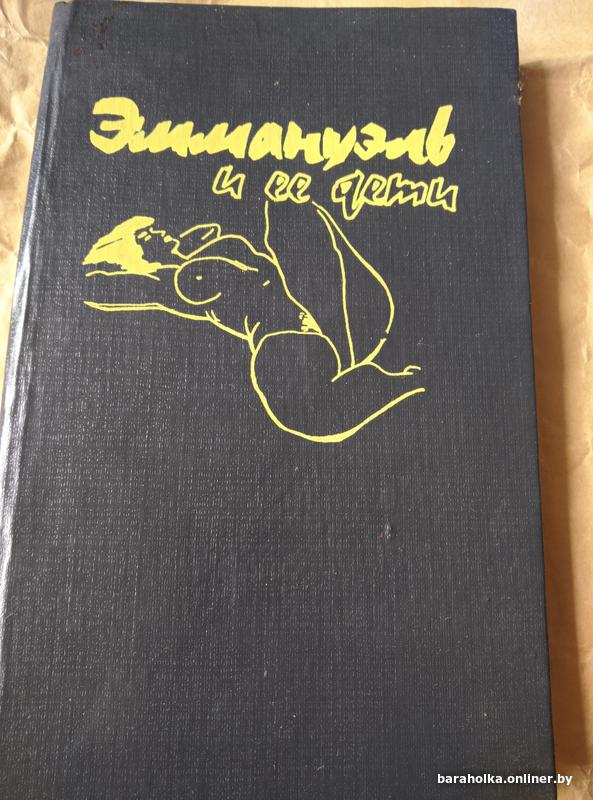 Эммануэль
и ее дети
baraholka.onliner.by